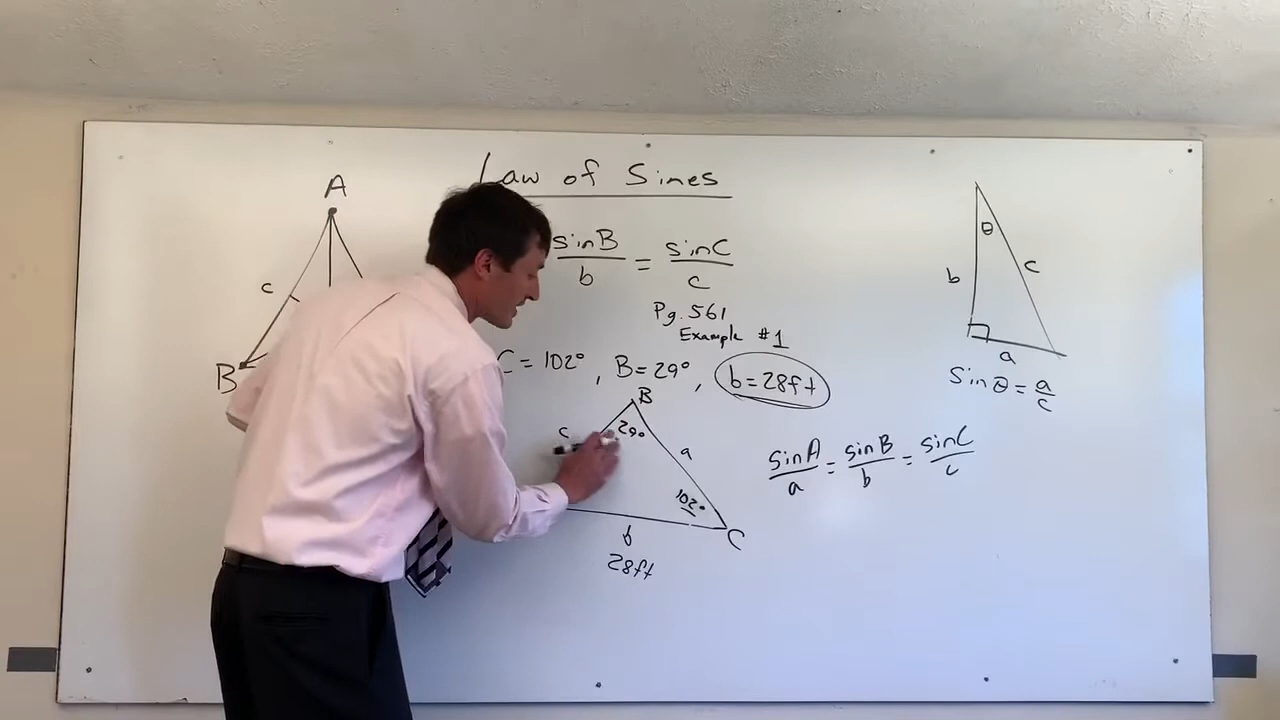 Law of Sines
A
c
B
sinB/b = sinC/c
Pg. 561
Example #1
C = 102°, B = 29°, b = 28ft
B
29°
c
a
102°
C
b
28ft
θ
b
c
a
Sin θ = a/c
sinA/a = sinB/b = sinC/c